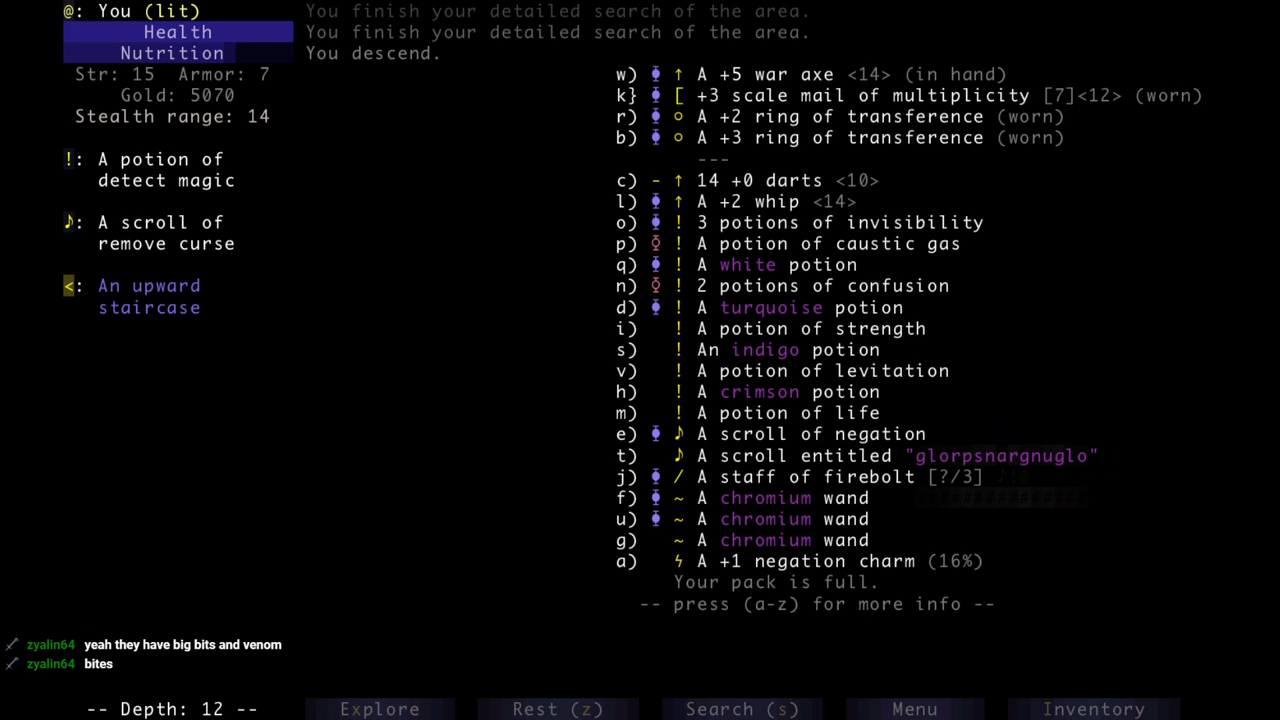 @: You (lit)
Health
Nutrition
Str: 15 Armor: 7
Gold: 5070
Stealth range: 14
!: A potion of
detect magic
♪: A scroll of
remove curse
<: An upward
staircase
You finish your detailed search of the area.
You finish your detailed search of the area.
You descend.
w) ↑ A +5 war axe <14> (in hand)
k} [ +3 scale mail of multiplicity [7]<12> (worn)
r) ○ A +2 ring of transference (worn)
b) ○ A +3 ring of transference (worn)
---
c) - ↑ 14 +0 darts <10>
l) ↑ A +2 whip <14>
o) ! 3 potions of invisibility
p) ! A potion of caustic gas
q) ! A white potion
n) ! 2 potions of confusion
d) ! A turquoise potion
i) ! A potion of strength
s) ! An indigo potion
v) ! A potion of levitation
h) ! A crimson potion
m) ! A potion of life
e) ♪ A scroll of negation
t) ♪ A scroll entitled "glorpsnargnuglo"
j) / A staff of firebolt [?/3]
f) ~ A chromium wand
u) ~ A chromium wand
g) ~ A chromium wand
a) ϟ A +1 negation charm (16%)
Your pack is full.
-- press (a-z) for more info --
zyalin64 yeah they have big bits and venom
zyalin64 bites
-- Depth: 12 --
Explore
Rest (z)
Search (s)
Menu
Inventory